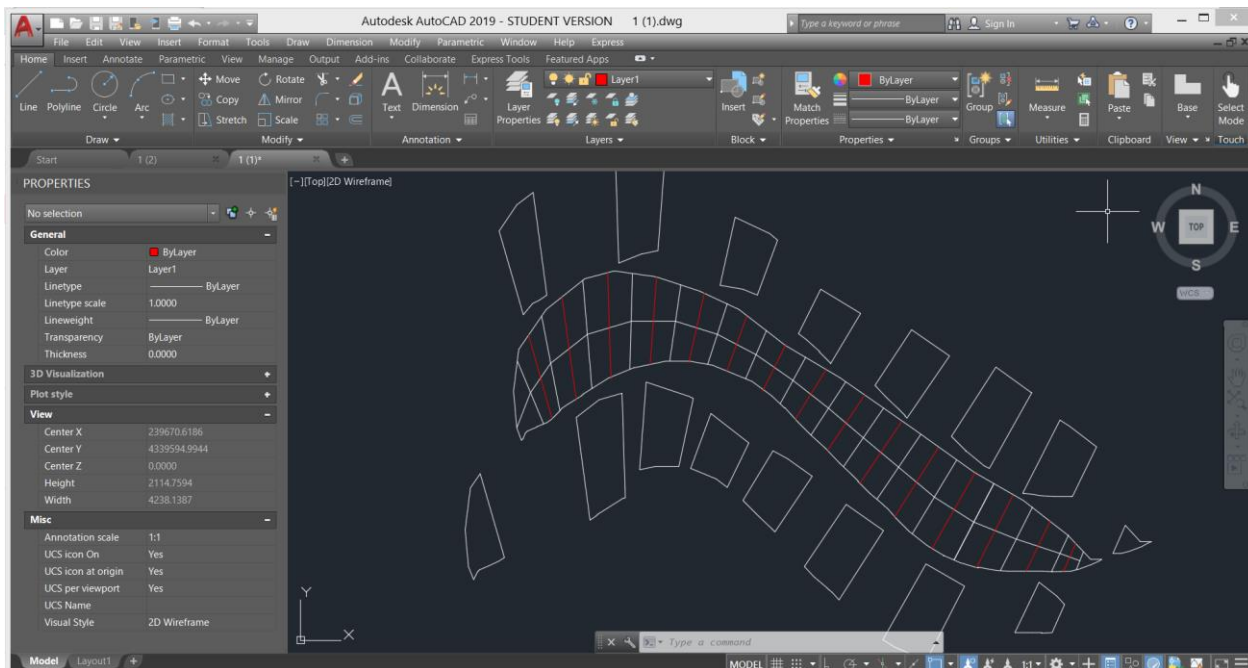 Autodesk AutoCAD 2019 - STUDENT VERSION 1 (1).dwg
Type a keyword or phrase
Sign In
File Edit View Insert Format Tools Draw Dimension Modify Parametric Window Help Express
Home Insert Annotate Parametric View Manage Output Add-ins Collaborate Express Tools Featured Apps
Line Polyline Circle Arc
Move Rotate
Copy Mirror
Stretch Scale
Text Dimension
Layer Properties
Layer1
Insert
Match Properties
ByLayer
ByLayer
ByLayer
Group
Measure
Paste
Base
Select Mode
Draw Modify Annotation Layers Block Properties Groups Utilities Clipboard View Touch
Start 1 (2) 1 (1)*
PROPERTIES
No selection
General
Color ByLayer
Layer Layer1
Linetype ByLayer
Linetype scale 1.0000
Lineweight ByLayer
Transparency ByLayer
Thickness 0.0000
3D Visualization
Plot style
View
Center X 239670.6186
Center Y 4339594.9944
Center Z 0.0000
Height 2114.7594
Width 4238.1387
Misc
Annotation scale 1:1
UCS icon On Yes
UCS icon at origin Yes
UCS per viewport Yes
UCS Name
Visual Style 2D Wireframe
[−][Top][2D Wireframe]
N
W TOP E
S
WCS
Y
X
Type a command
Model Layout1 +
MODEL 1:1